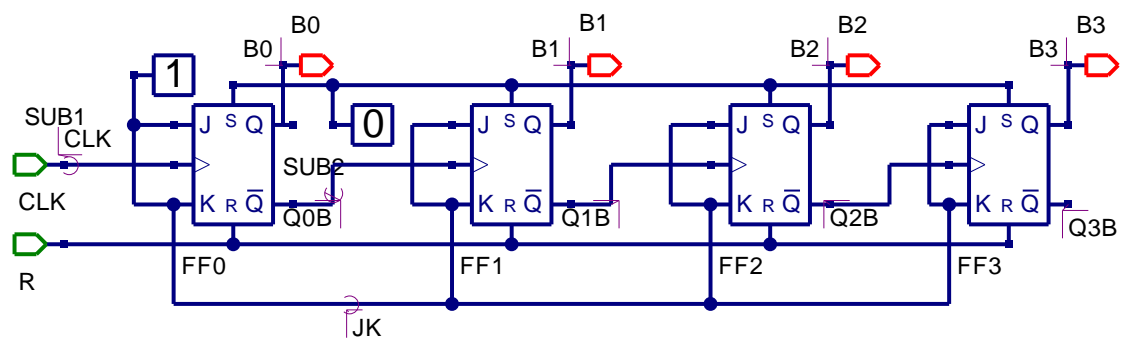 B0
B1
B2
B3
B0
B1
B2
B3
1
0
SUB1
CLK
J S Q
J S Q
J S Q
J S Q
SUB2
CLK
K R Q̅
Q0B
K R Q̅
Q1B
K R Q̅
Q2B
K R Q̅
Q3B
R
FF0
FF1
FF2
FF3
JK